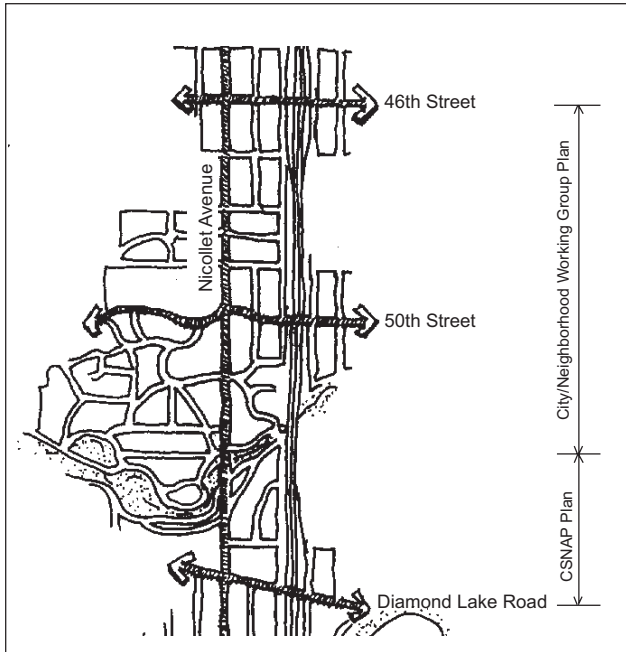 46th Street
Nicollet Avenue
City/Neighborhood Working Group Plan
50th Street
CSNAP Plan
Diamond Lake Road